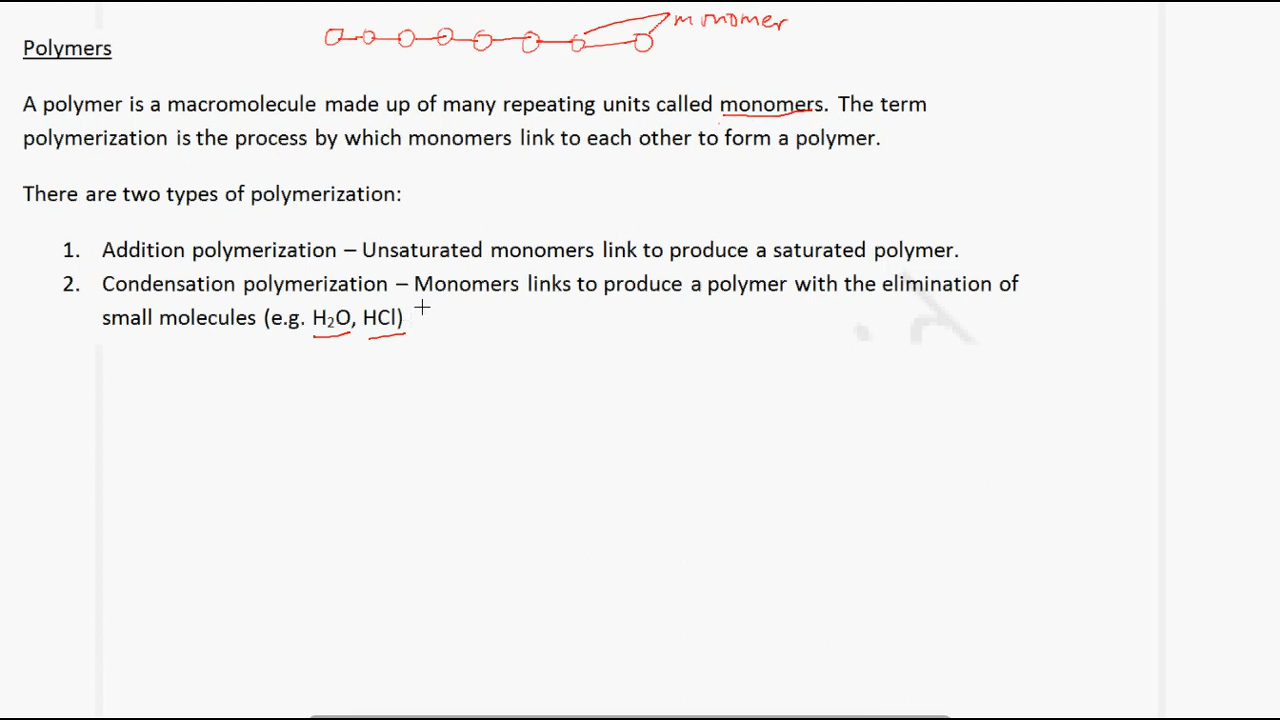 monomer
Polymers
A polymer is a macromolecule made up of many repeating units called monomers. The term
polymerization is the process by which monomers link to each other to form a polymer.
There are two types of polymerization:
1. Addition polymerization – Unsaturated monomers link to produce a saturated polymer.
2. Condensation polymerization – Monomers links to produce a polymer with the elimination of
small molecules (e.g. H₂O, HCl)